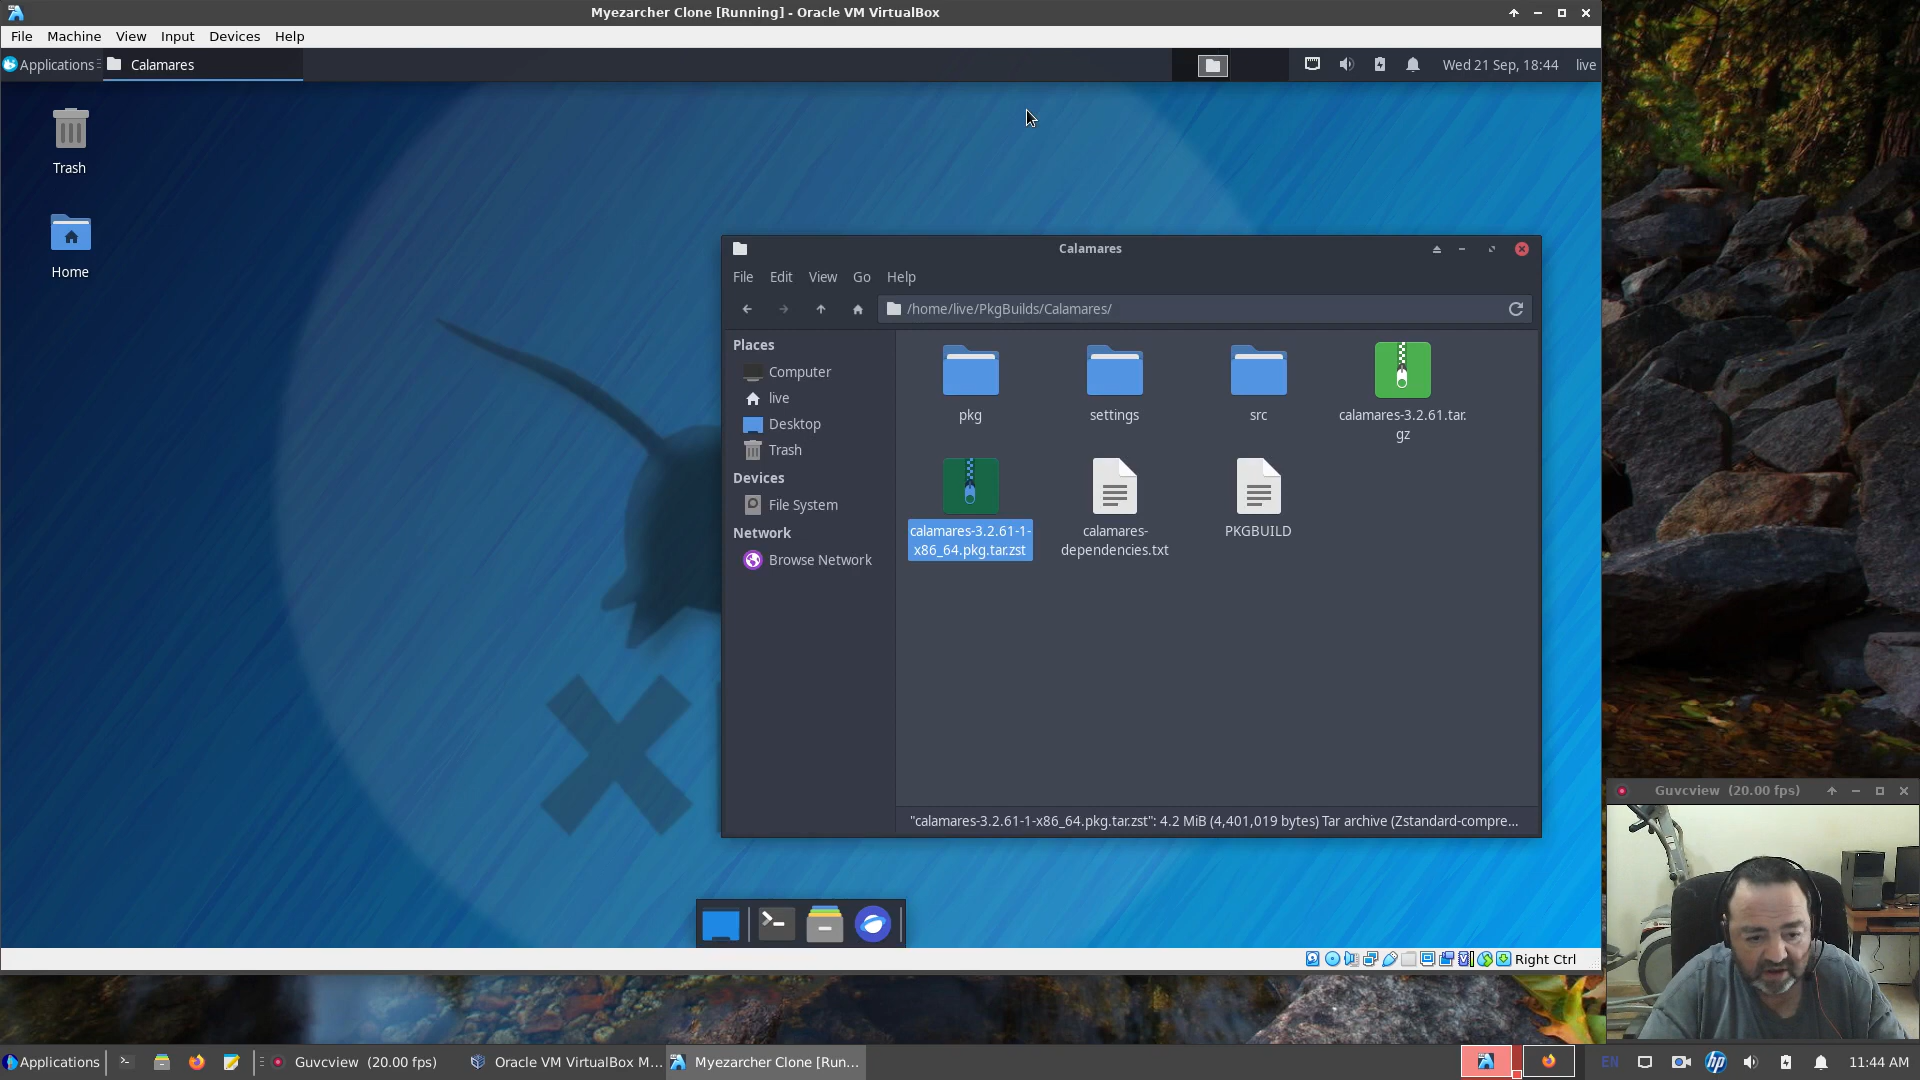 Myezarcher Clone [Running] - Oracle VM VirtualBox
File Machine View Input Devices Help
Applications
Calamares
Wed 21 Sep, 18:44
live
Trash
Home
Calamares
File Edit View Go Help
/home/live/PkgBuilds/Calamares/
Places
Computer
live
Desktop
Trash
Devices
File System
Network
Browse Network
pkg
settings
src
calamares-3.2.61.tar.
gz
calamares-3.2.61-1-
x86_64.pkg.tar.zst
calamares-
dependencies.txt
PKGBUILD
"calamares-3.2.61-1-x86_64.pkg.tar.zst": 4.2 MiB (4,401,019 bytes) Tar archive (Zstandard-compre...
Right Ctrl
Guvcview (20.00 fps)
Applications
Guvcview (20.00 fps)
Oracle VM VirtualBox M...
Myezarcher Clone [Run...
EN
hp
11:44 AM